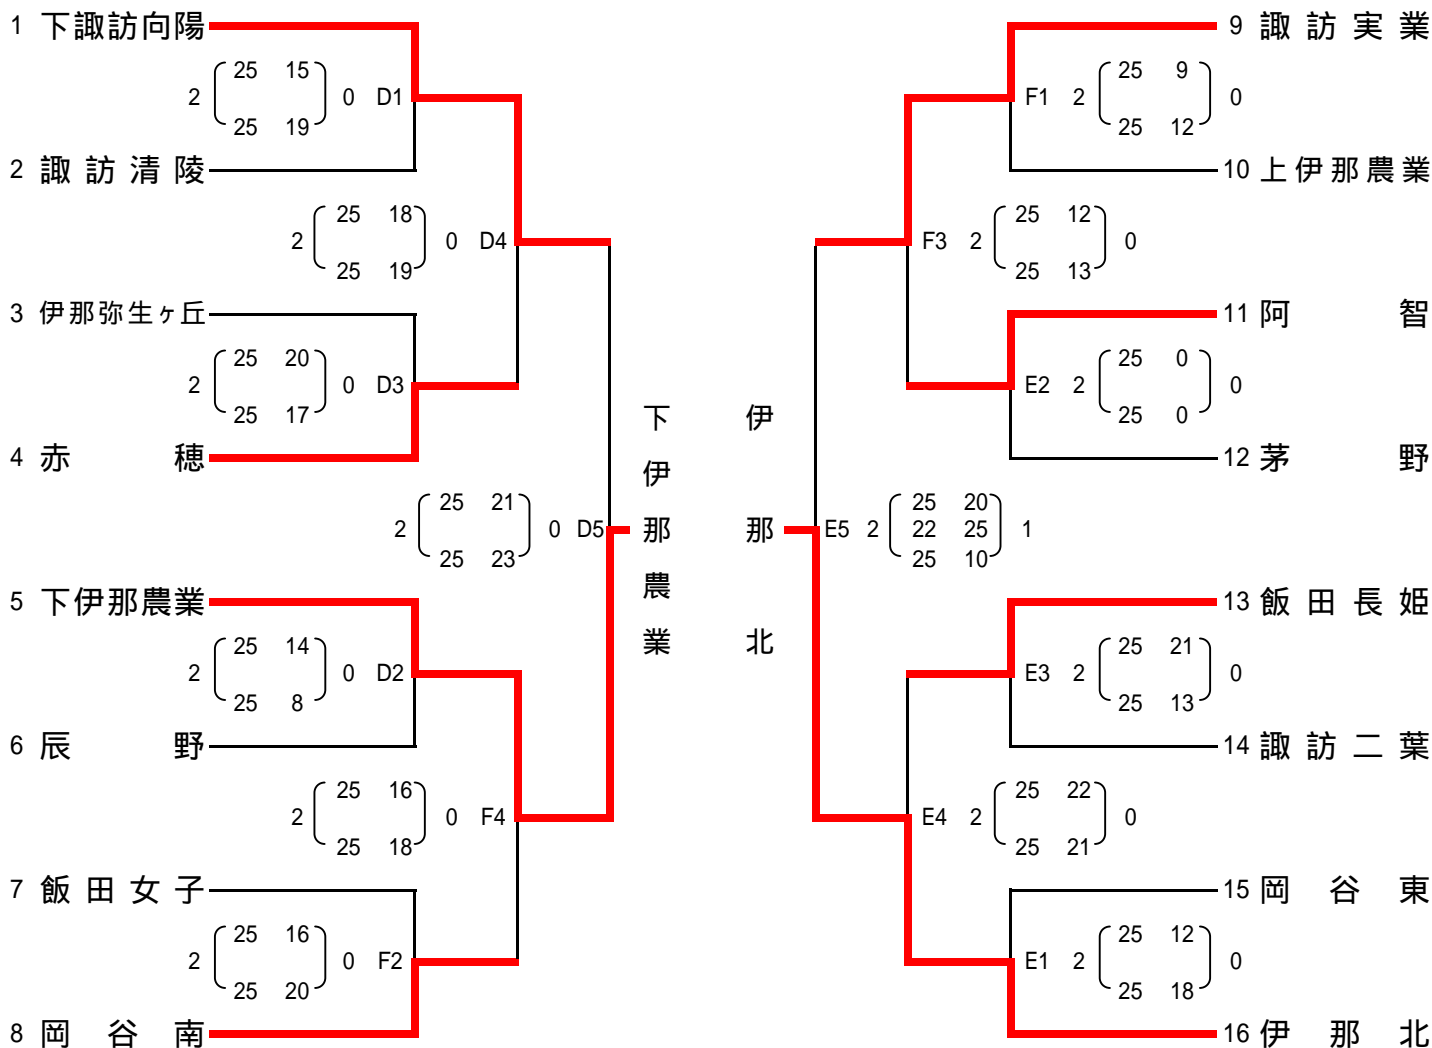 1 下諏訪向陽
25 15
2 0 D1
25 19
2 諏訪清陵
25 18
2 0 D4
25 19
3 伊那弥生ヶ丘
25 20
2 0 D3
25 17
4 赤穂
25 21
2 0 D5
25 23
5 下伊那農業
25 14
2 0 D2
25 8
6 辰野
25 16
2 0 F4
25 18
7 飯田女子
25 16
2 0 F2
25 20
8 岡谷南
下伊那農業
伊那北
9 諏訪実業
25 9
F1 2 0
25 12
10 上伊那農業
25 12
F3 2 0
25 13
11 阿智
25 0
E2 2 0
25 0
12 茅野
25 20
E5 2 22 25 1
25 10
13 飯田長姫
25 21
E3 2 0
25 13
14 諏訪二葉
25 22
E4 2 0
25 21
15 岡谷東
25 12
E1 2 0
25 18
16 伊那北